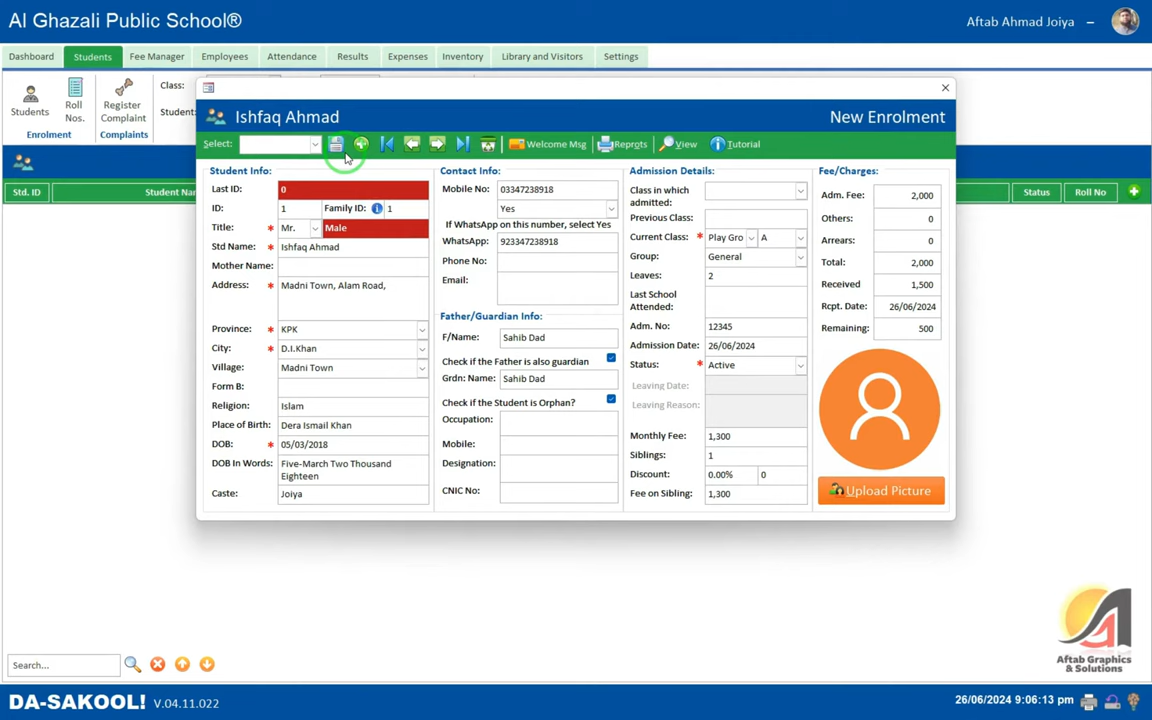 Al Ghazali Public School®
Aftab Ahmad Joiya –
Dashboard Students Fee Manager Employees Attendance Results Expenses Inventory Library and Visitors Settings
Students
Roll
Nos.
Register
Complaint
Class:
Student:
Enrolment
Complaints
Std. ID
Student
Status
Roll No
Ishfaq Ahmad
New Enrolment
Select:
Welcome Msg
Reprots
View
Tutorial
Student Info:
Last ID: 0
ID: 1 Family ID: 1
Title: * Mr. Male
Std Name: * Ishfaq Ahmad
Mother Name:
Address: * Madni Town, Alam Road,
Province: * KPK
City: * D.I.Khan
Village: Madni Town
Form B:
Religion: Islam
Place of Birth: Dera Ismail Khan
DOB: * 05/03/2018
DOB In Words: Five-March Two Thousand
Eighteen
Caste: Joiya
Contact Info:
Mobile No: 03347238918
Yes
If WhatsApp on this number, select Yes
WhatsApp: 923347238918
Phone No:
Email:
Father/Guardian Info:
F/Name: Sahib Dad
Check if the Father is also guardian
Grdn: Name: Sahib Dad
Check if the Student is Orphan?
Occupation:
Mobile:
Designation:
CNIC No:
Admission Details:
Class in which
admitted:
Previous Class:
Current Class: * Play Gro A
Group: General
Leaves: 2
Last School
Attended:
Adm. No: 12345
Admission Date: 26/06/2024
Status: * Active
Leaving Date:
Leaving Reason:
Monthly Fee: 1,300
Siblings: 1
Discount: 0.00% 0
Fee on Sibling: 1,300
Fee/Charges:
Adm. Fee: 2,000
Others: 0
Arrears: 0
Total: 2,000
Received 1,500
Rcpt. Date: 26/06/2024
Remaining: 500
Upload Picture
Aftab Graphics
& Solutions
Search...
DA-SAKOOL! V.04.11.022
26/06/2024 9:06:13 pm